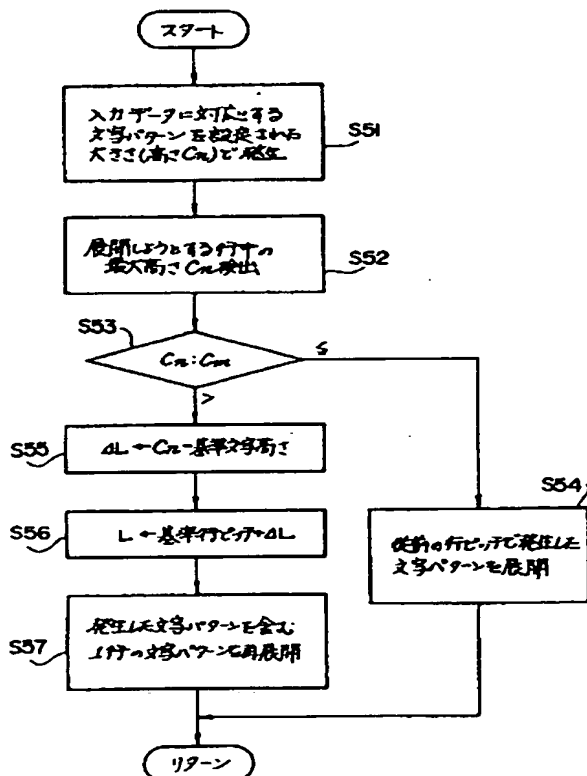 スタート
入力データに対応する
文字パターンを設定された
大きさ(高さCn)で発生
S51
展開しようとする行中の
最大高さCm検出
S52
S53
Cn:Cm
≤
>
S55
ΔL←Cn-基準文字高さ
S54
S56
L←基準行ピッチ+ΔL
従前の行ピッチで発生した
文字パターンを展開
S57
発生した文字パターンを含む
1行の文字パターンを再展開
リターン